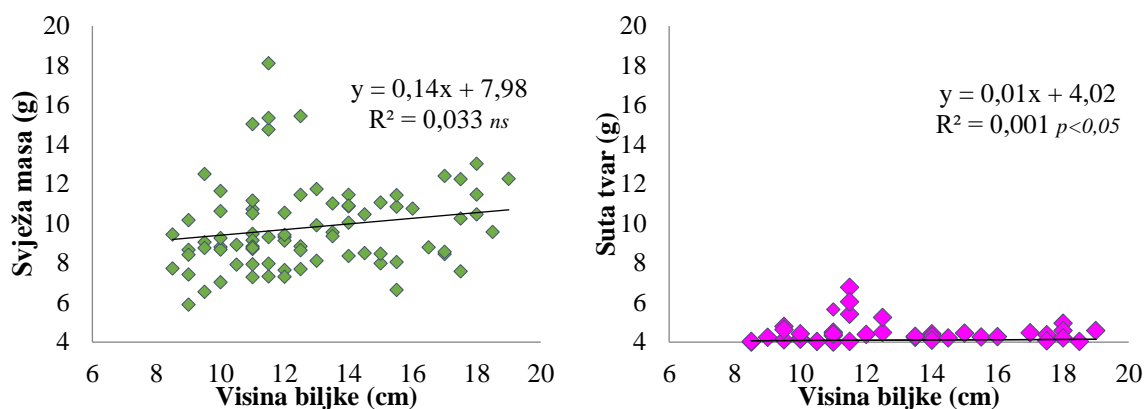 20
18
16
14
12
10
8
6
4
Svježa masa (g)
y = 0,14x + 7,98
R² = 0,033 ns
6 8 10 12 14 16 18 20
Visina biljke (cm)
20
18
16
14
12
10
8
6
4
Suta tvar (g)
y = 0,01x + 4,02
R² = 0,001 p<0,05
6 8 10 12 14 16 18 20
Visina biljke (cm)